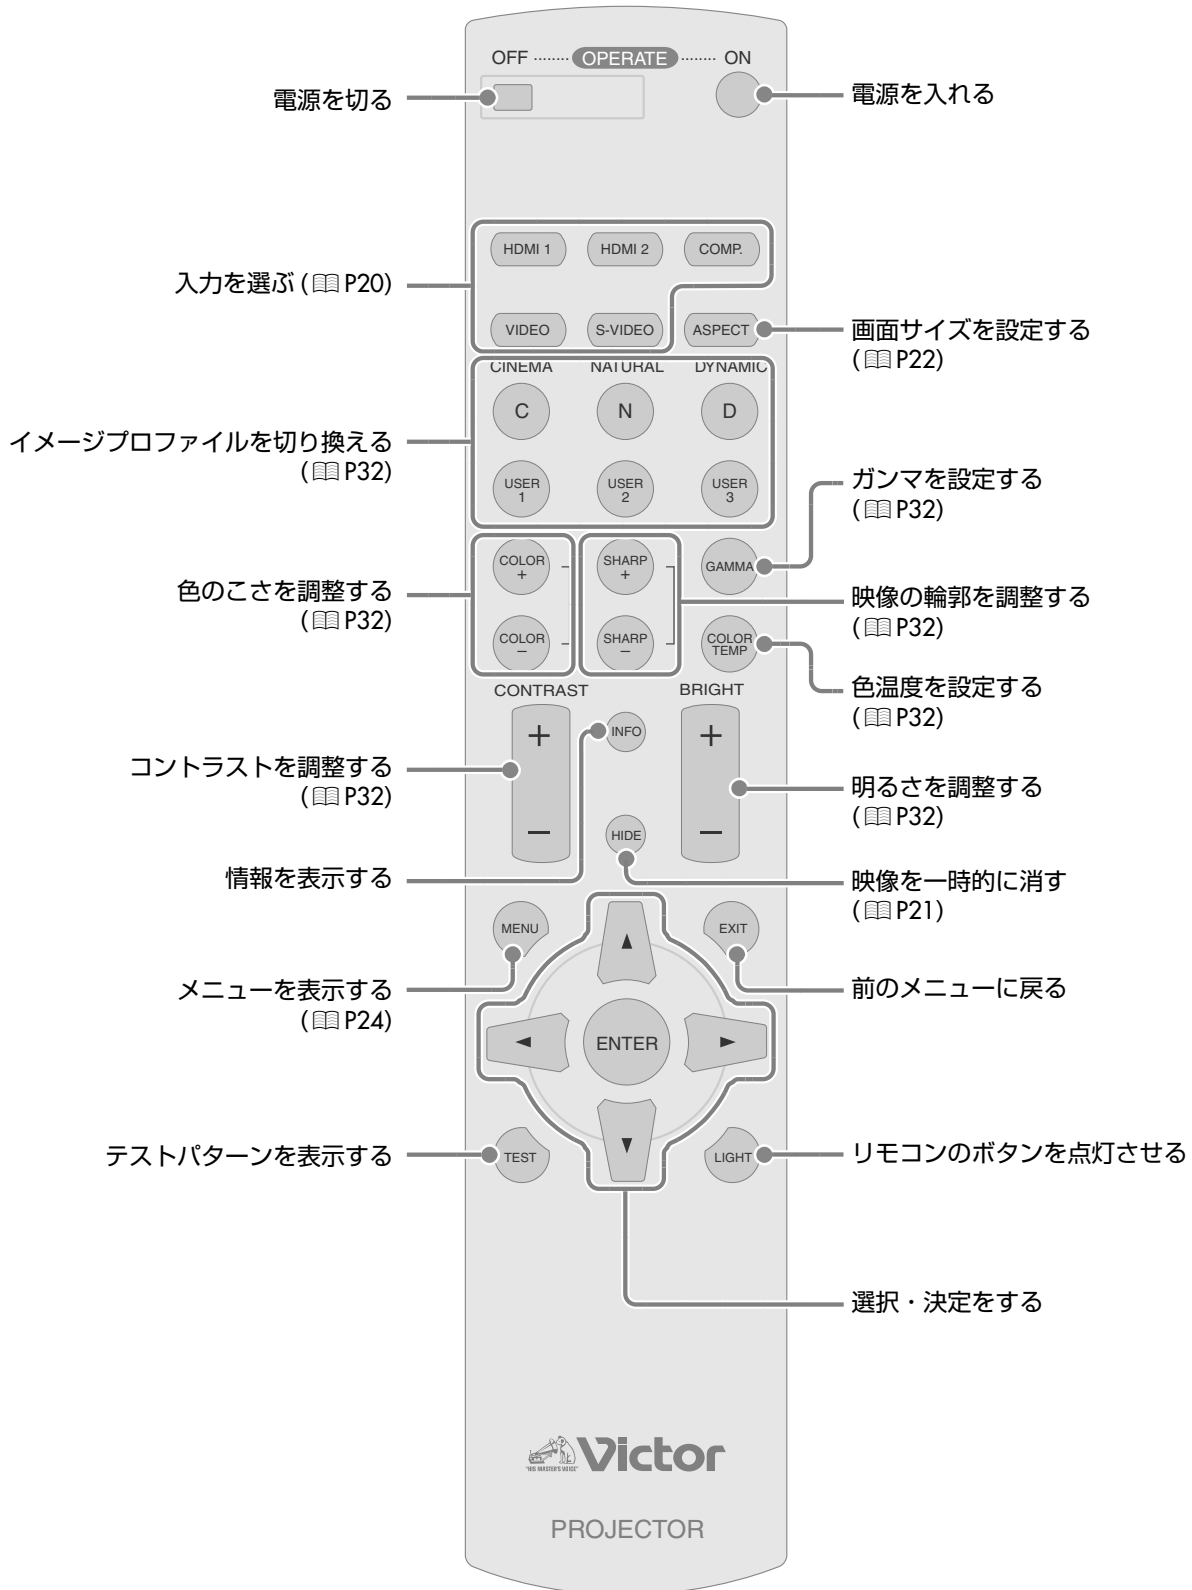 OFF ········ OPERATE ········ ON
電源を切る
電源を入れる
HDMI 1 HDMI 2 COMP.
入力を選ぶ (P20)
VIDEO S-VIDEO ASPECT
画面サイズを設定する
(P22)
CINEMA NATURAL DYNAMIC
C N D
イメージプロファイルを切り換える
(P32)
USER
1
USER
2
USER
3
ガンマを設定する
(P32)
COLOR
+
SHARP
+
GAMMA
色のこさを調整する
(P32)
映像の輪郭を調整する
(P32)
COLOR
–
SHARP
–
COLOR
TEMP
色温度を設定する
(P32)
CONTRAST BRIGHT
+ INFO +
コントラストを調整する
(P32)
明るさを調整する
(P32)
– HIDE –
情報を表示する
映像を一時的に消す
(P21)
MENU EXIT
メニューを表示する
(P24)
前のメニューに戻る
ENTER
テストパターンを表示する
TEST LIGHT
リモコンのボタンを点灯させる
選択・決定をする
"HIS MASTER'S VOICE"
Victor
PROJECTOR